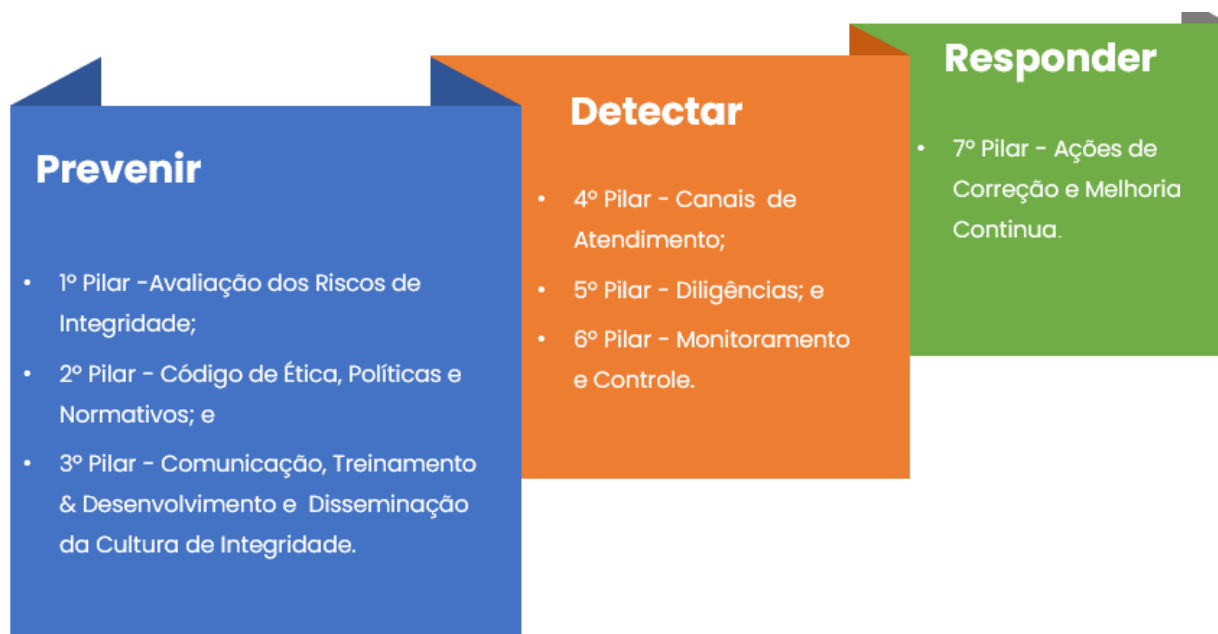 Prevenir
• 1º Pilar -Avaliação dos Riscos de
Integridade;
• 2º Pilar - Código de Ética, Políticas e
Normativos; e
• 3º Pilar - Comunicação, Treinamento
& Desenvolvimento e Disseminação
da Cultura de Integridade.
Detectar
• 4º Pilar - Canais de
Atendimento;
• 5º Pilar - Diligências; e
• 6º Pilar - Monitoramento
e Controle.
Responder
• 7º Pilar - Ações de
Correção e Melhoria
Continua.